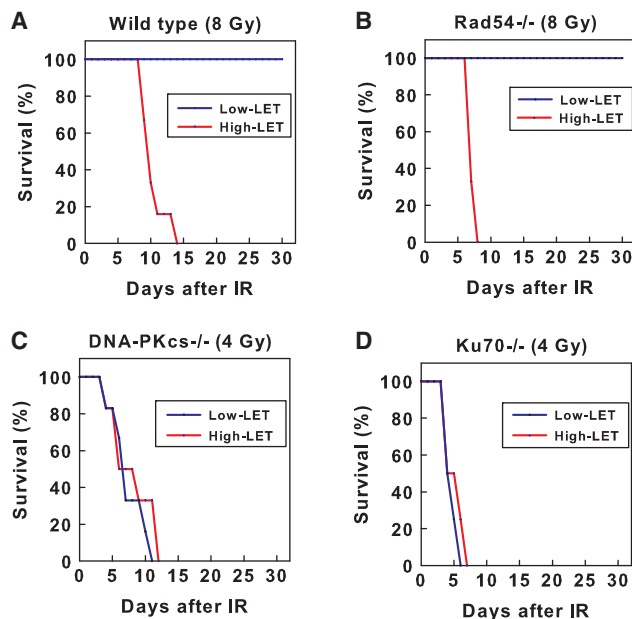 A
Wild type (8 Gy)
Survival (%)
100
80
60
40
20
0
Low-LET
High-LET
0 5 10 15 20 25 30
Days after IR
B
Rad54-/- (8 Gy)
Survival (%)
100
80
60
40
20
0
Low-LET
High-LET
0 5 10 15 20 25 30
Days after IR
C
DNA-PKcs-/- (4 Gy)
Survival (%)
100
80
60
40
20
0
Low-LET
High-LET
0 5 10 15 20 25 30
Days after IR
D
Ku70-/- (4 Gy)
Survival (%)
100
80
60
40
20
0
Low-LET
High-LET
0 5 10 15 20 25 30
Days after IR